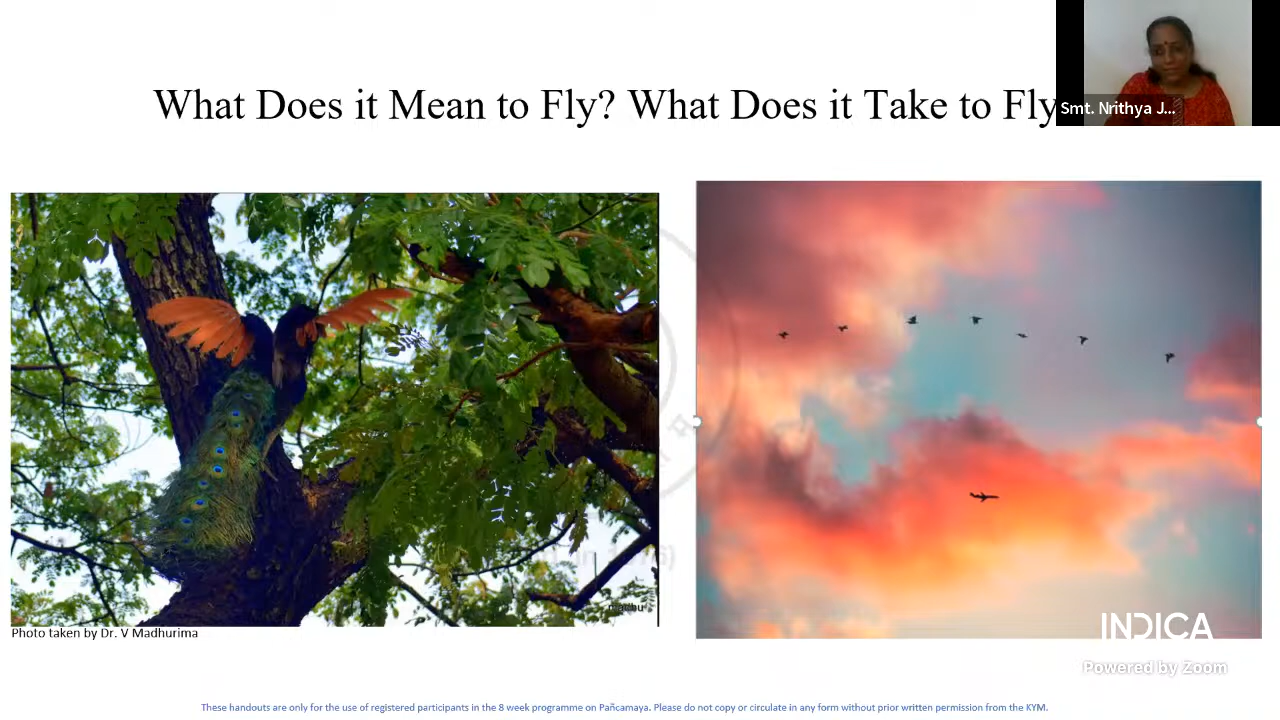 What Does it Mean to Fly? What Does it Take to Fly
Smt. Nrithya J...
madhu
Photo taken by Dr. V Madhurima
INDICA
Powered by Zoom
These handouts are only for the use of registered participants in the 8 week programme on Pañcamaya. Please do not copy or circulate in any form without prior written permission from the KYM.